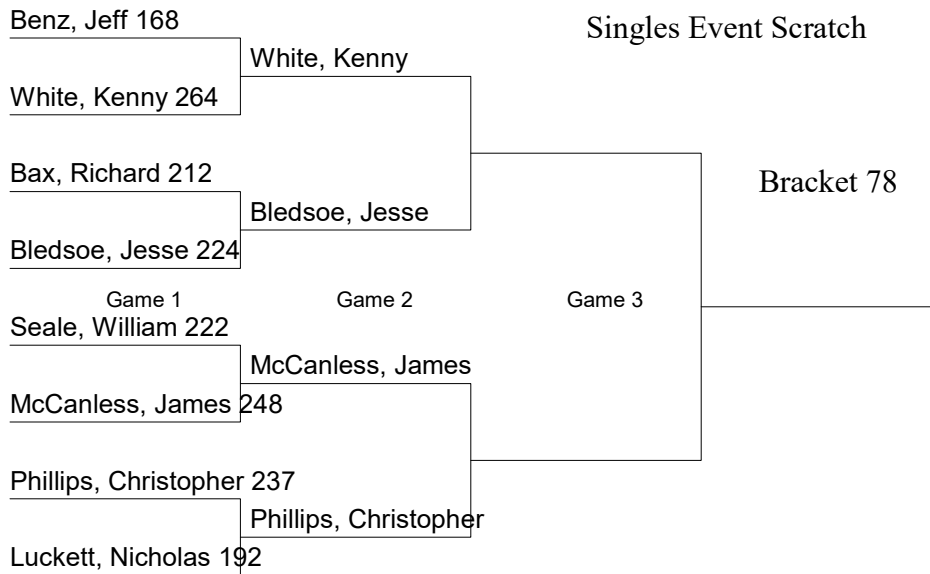 Benz, Jeff 168
Singles Event Scratch
White, Kenny
White, Kenny 264
Bax, Richard 212
Bracket 78
Bledsoe, Jesse
Bledsoe, Jesse 224
Game 1
Game 2
Game 3
Seale, William 222
McCanless, James
McCanless, James 248
Phillips, Christopher 237
Phillips, Christopher
Luckett, Nicholas 192